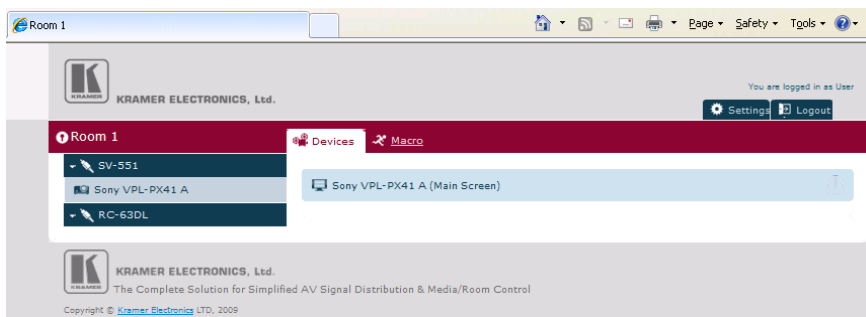 Room 1
Page Safety Tools
K
KRAMER
KRAMER ELECTRONICS, Ltd.
You are logged in as User
Settings Logout
Room 1
Devices Macro
SV-551
Sony VPL-PX41 A
Sony VPL-PX41 A (Main Screen)
RC-63DL
K
KRAMER
KRAMER ELECTRONICS, Ltd.
The Complete Solution for Simplified AV Signal Distribution & Media/Room Control
Copyright © Kramer Electronics LTD, 2009